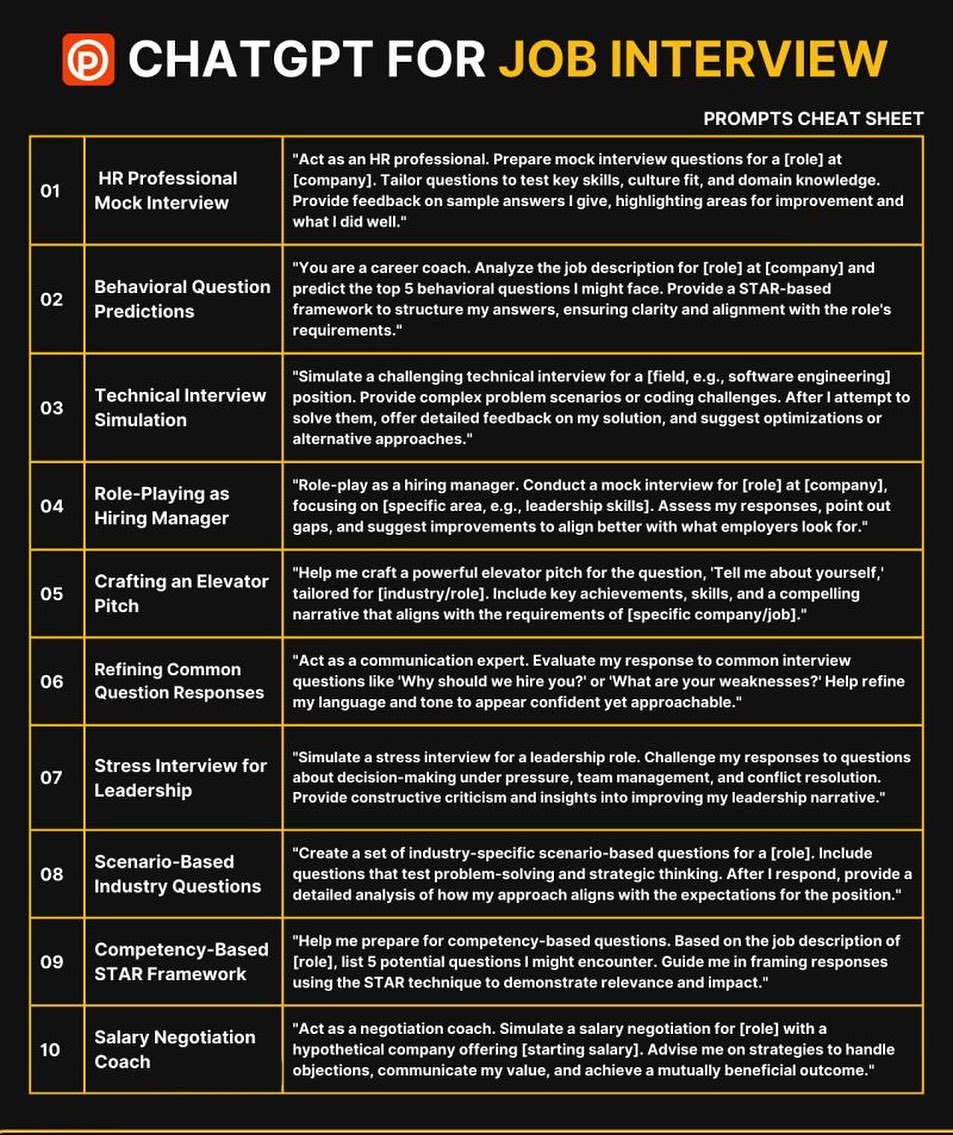 P CHATGPT FOR JOB INTERVIEW
PROMPTS CHEAT SHEET
01
HR Professional
Mock Interview
"Act as an HR professional. Prepare mock interview questions for a [role] at
[company]. Tailor questions to test key skills, culture fit, and domain knowledge.
Provide feedback on sample answers I give, highlighting areas for improvement and
what I did well."
02
Behavioral Question
Predictions
"You are a career coach. Analyze the job description for [role] at [company] and
predict the top 5 behavioral questions I might face. Provide a STAR-based
framework to structure my answers, ensuring clarity and alignment with the role's
requirements."
03
Technical Interview
Simulation
"Simulate a challenging technical interview for a [field, e.g., software engineering]
position. Provide complex problem scenarios or coding challenges. After I attempt to
solve them, offer detailed feedback on my solution, and suggest optimizations or
alternative approaches."
04
Role-Playing as
Hiring Manager
"Role-play as a hiring manager. Conduct a mock interview for [role] at [company],
focusing on [specific area, e.g., leadership skills]. Assess my responses, point out
gaps, and suggest improvements to align better with what employers look for."
05
Crafting an Elevator
Pitch
"Help me craft a powerful elevator pitch for the question, 'Tell me about yourself,'
tailored for [industry/role]. Include key achievements, skills, and a compelling
narrative that aligns with the requirements of [specific company/job]."
06
Refining Common
Question Responses
"Act as a communication expert. Evaluate my response to common interview
questions like 'Why should we hire you?' or 'What are your weaknesses?' Help refine
my language and tone to appear confident yet approachable."
07
Stress Interview for
Leadership
"Simulate a stress interview for a leadership role. Challenge my responses to questions
about decision-making under pressure, team management, and conflict resolution.
Provide constructive criticism and insights into improving my leadership narrative."
08
Scenario-Based
Industry Questions
"Create a set of industry-specific scenario-based questions for a [role]. Include
questions that test problem-solving and strategic thinking. After I respond, provide a
detailed analysis of how my approach aligns with the expectations for the position."
09
Competency-Based
STAR Framework
"Help me prepare for competency-based questions. Based on the job description of
[role], list 5 potential questions I might encounter. Guide me in framing responses
using the STAR technique to demonstrate relevance and impact."
10
Salary Negotiation
Coach
"Act as a negotiation coach. Simulate a salary negotiation for [role] with a
hypothetical company offering [starting salary]. Advise me on strategies to handle
objections, communicate my value, and achieve a mutually beneficial outcome."